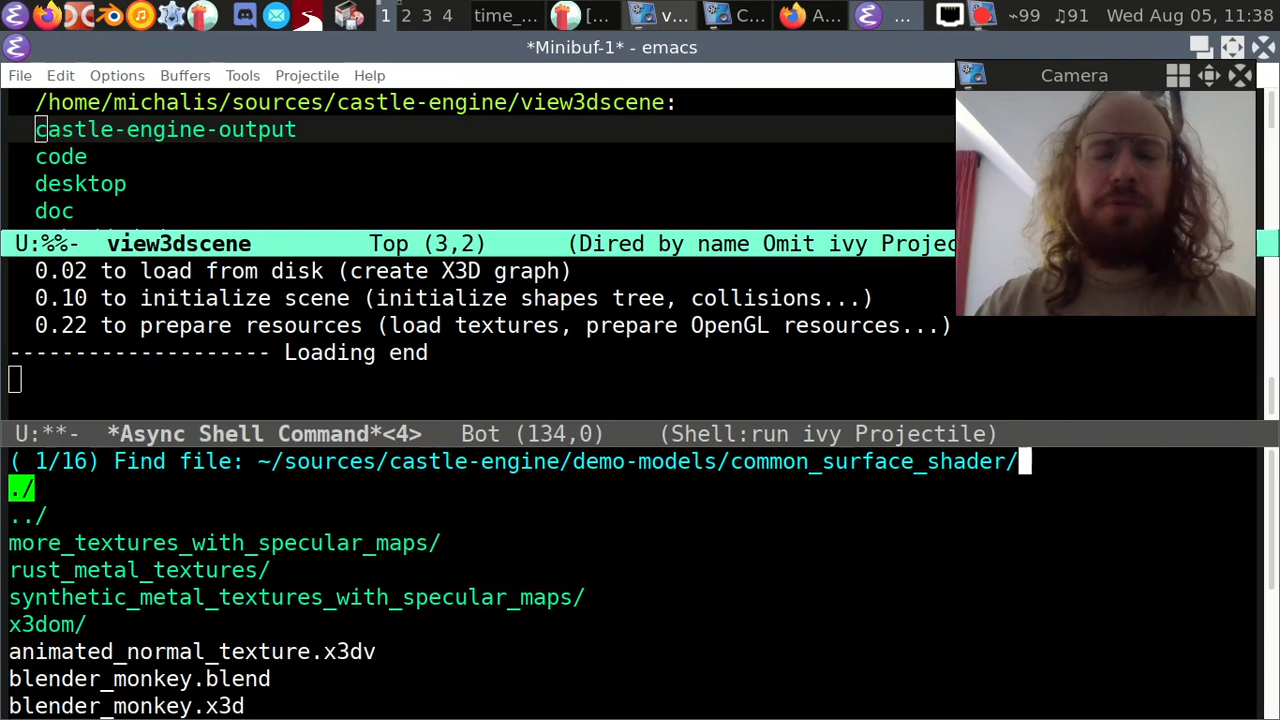 1 2 3 4 time_... [... v... C... A... ... ⌁99 ♫91 Wed Aug 05, 11:38
*Minibuf-1* - emacs
File Edit Options Buffers Tools Projectile Help
Camera
/home/michalis/sources/castle-engine/view3dscene:
castle-engine-output
code
desktop
doc
U:%%- view3dscene Top (3,2) (Dired by name Omit ivy Projec
0.02 to load from disk (create X3D graph)
0.10 to initialize scene (initialize shapes tree, collisions...)
0.22 to prepare resources (load textures, prepare OpenGL resources...)
-------------------- Loading end
U:**- *Async Shell Command*<4> Bot (134,0) (Shell:run ivy Projectile)
( 1/16) Find file: ~/sources/castle-engine/demo-models/common_surface_shader/
./
../
more_textures_with_specular_maps/
rust_metal_textures/
synthetic_metal_textures_with_specular_maps/
x3dom/
animated_normal_texture.x3dv
blender_monkey.blend
blender_monkey.x3d